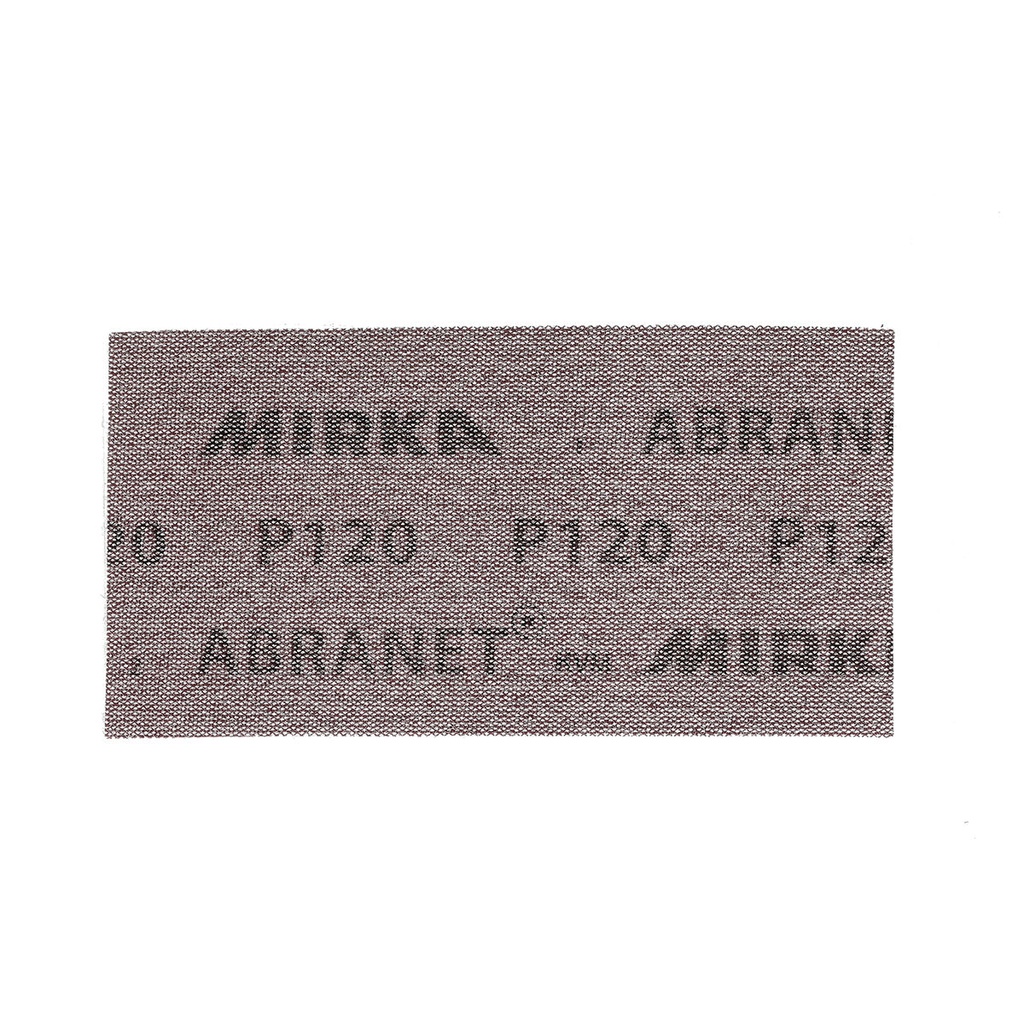 MIRKA ABRAN
20 P120 P120 P12
ABRANET® MIRK